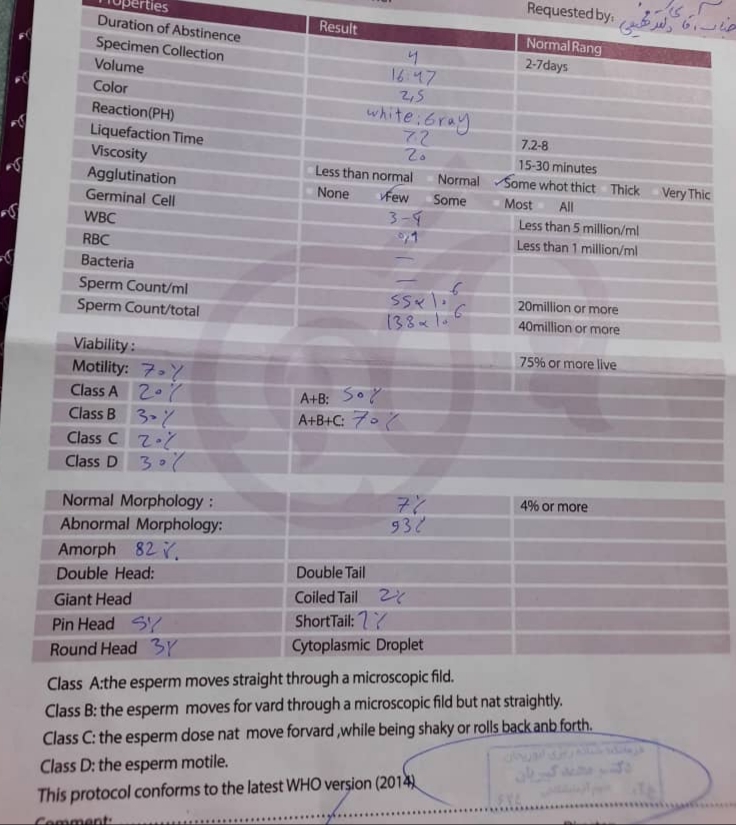 Requested by:
Properties Result Normal Rang
Duration of Abstinence 4 2-7days
Specimen Collection 16:47
Volume 2,5
Color white, Gray
Reaction(PH) 7.2 7.2-8
Liquefaction Time 20 15-30 minutes
Viscosity Less than normal Normal Some whot thict Thick Very Thic
Agglutination None Few Some Most All
Germinal Cell 3-4 Less than 5 million/ml
WBC Less than 1 million/ml
RBC —
Bacteria —
Sperm Count/ml 55x1.6 20million or more
Sperm Count/total 138x1.6 40million or more
Viability: 75% or more live
Motility: 70%
Class A 20% A+B: 50%
Class B 30% A+B+C: 70%
Class C 20%
Class D 30%
Normal Morphology : 7% 4% or more
Abnormal Morphology: 93%
Amorph 82%
Double Head: Double Tail
Giant Head Coiled Tail 2%
Pin Head 5% ShortTail:
Round Head 3% Cytoplasmic Droplet
Class A:the esperm moves straight through a microscopic fild.
Class B: the esperm moves for vard through a microscopic fild but nat straightly.
Class C: the esperm dose nat move forvard ,while being shaky or rolls back anb forth.
Class D: the esperm motile.
This protocol conforms to the latest WHO version (2014)
Comment: